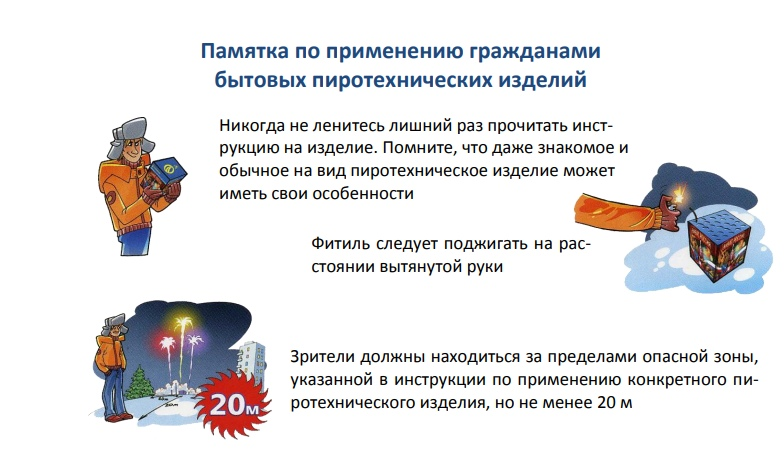 Памятка по применению гражданами
бытовых пиротехнических изделий
Никогда не ленитесь лишний раз прочитать инст-
рукцию на изделие. Помните, что даже знакомое и
обычное на вид пиротехническое изделие может
иметь свои особенности
Фитиль следует поджигать на рас-
стоянии вытянутой руки
Зрители должны находиться за пределами опасной зоны,
указанной в инструкции по применению конкретного пи-
ротехнического изделия, но не менее 20 м
20м